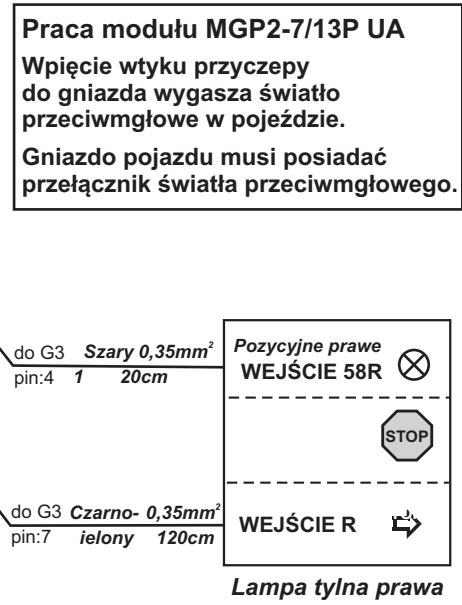 Praca modułu MGP2-7/13P UA
Wpięcie wtyku przyczepy
do gniazda wygasza światło
przeciwmgłowe w pojeździe.
Gniazdo pojazdu musi posiadać
przełącznik światła przeciwmgłowego.
do G3 Szary 0,35mm²
pin:4 1 20cm
Pozycyjne prawe
WEJŚCIE 58R
STOP
do G3 Czarno- 0,35mm²
pin:7 ielony 120cm
WEJŚCIE R
Lampa tylna prawa